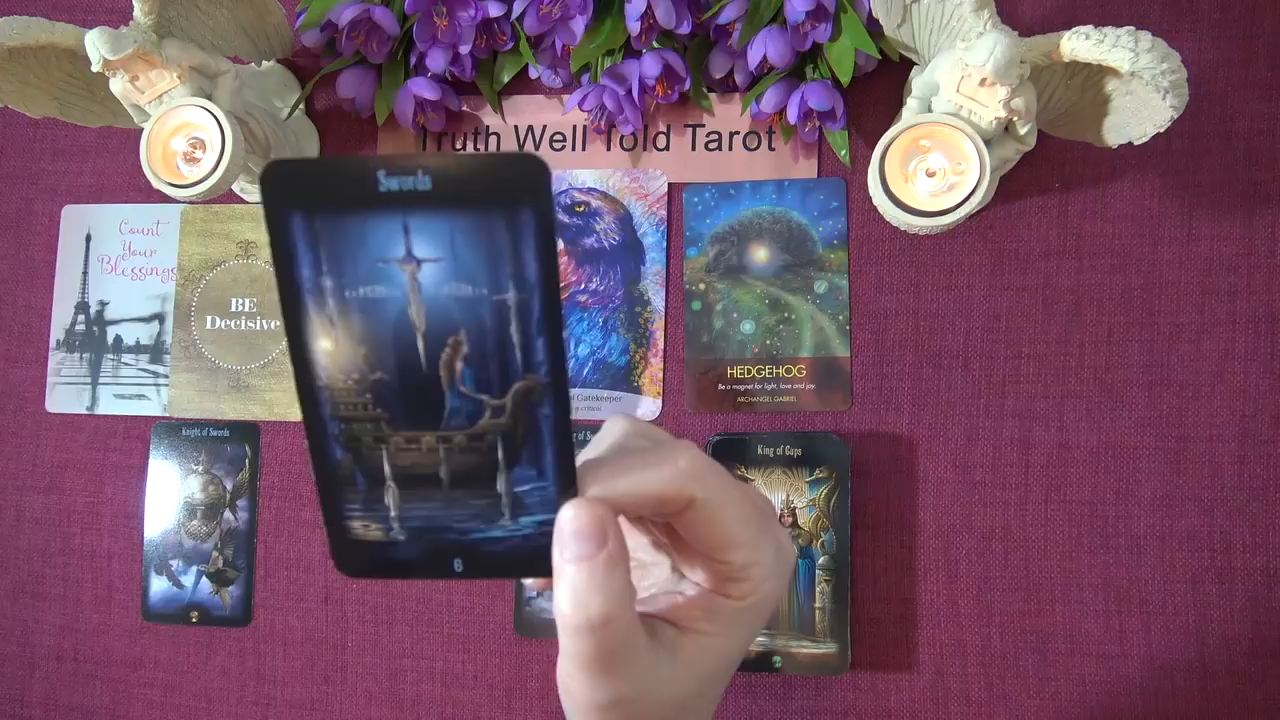 Truth Well Told Tarot
Swords
6
Count
Your
Blessings
BE
Decisive
Gatekeeper
HEDGEHOG
Be a magnet for light, love and joy.
ARCHANGEL GABRIEL
Knight of Swords
King of Cups